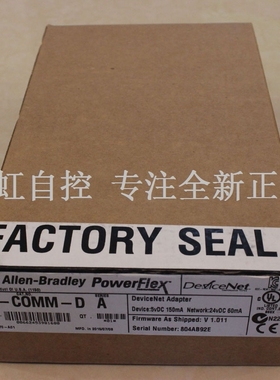 虹自控 专注全新正
FACTORY SEAL
Allen-Bradley PowerFlex DeviceNet
-COMM-D
SERIES
A
DeviceNet Adapter
Device:5VDC 150mA Network:24VDC 60mA
Firmware As Shipped: V 1.011
Serial Number: